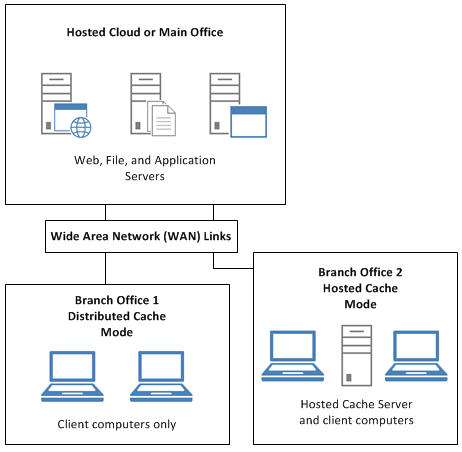 Hosted Cloud or Main Office
Web, File, and Application
Servers
Wide Area Network (WAN) Links
Branch Office 1
Distributed Cache
Mode
Client computers only
Branch Office 2
Hosted Cache
Mode
Hosted Cache Server
and client computers